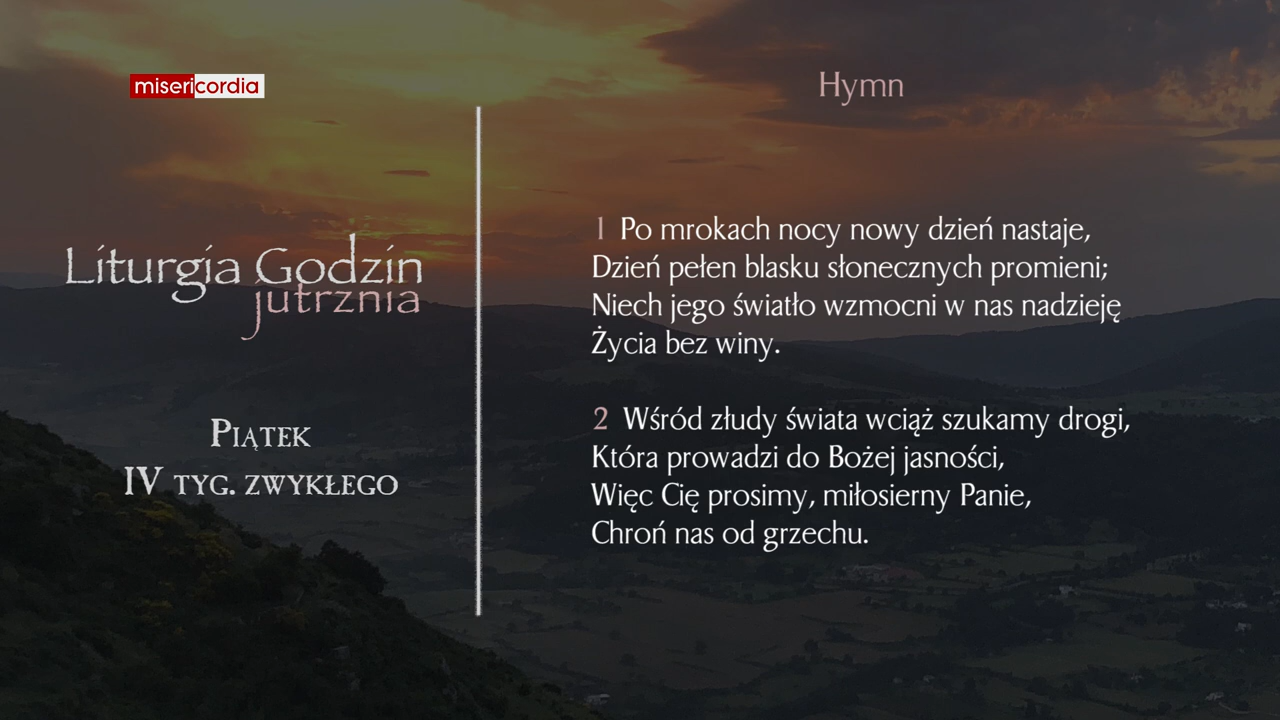 misericordia
Liturgia Godzin
jutrznia
Piątek
IV tyg. zwykłego
Hymn
1 Po mrokach nocy nowy dzień nastaje,
Dzień pełen blasku słonecznych promieni;
Niech jego światło wzmocni w nas nadzieję
Życia bez winy.
2 Wśród złudy świata wciąż szukamy drogi,
Która prowadzi do Bożej jasności,
Więc Cię prosimy, miłosierny Panie,
Chroń nas od grzechu.